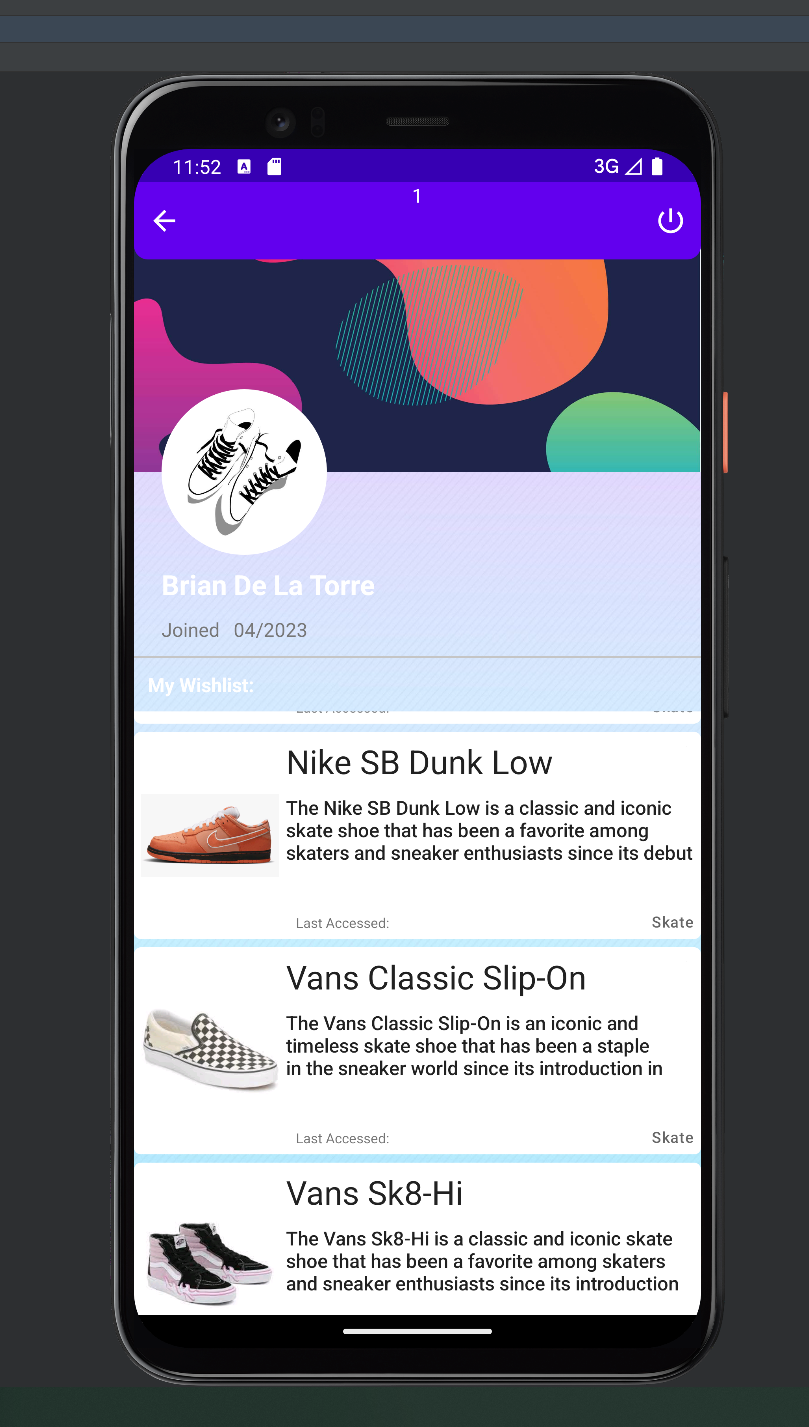 11:52
3G
1
Brian De La Torre
Joined 04/2023
My Wishlist:
Last Accessed: Skate
Nike SB Dunk Low
The Nike SB Dunk Low is a classic and iconic
skate shoe that has been a favorite among
skaters and sneaker enthusiasts since its debut
Last Accessed: Skate
Vans Classic Slip-On
The Vans Classic Slip-On is an iconic and
timeless skate shoe that has been a staple
in the sneaker world since its introduction in
Last Accessed: Skate
Vans Sk8-Hi
The Vans Sk8-Hi is a classic and iconic skate
shoe that has been a favorite among skaters
and sneaker enthusiasts since its introduction